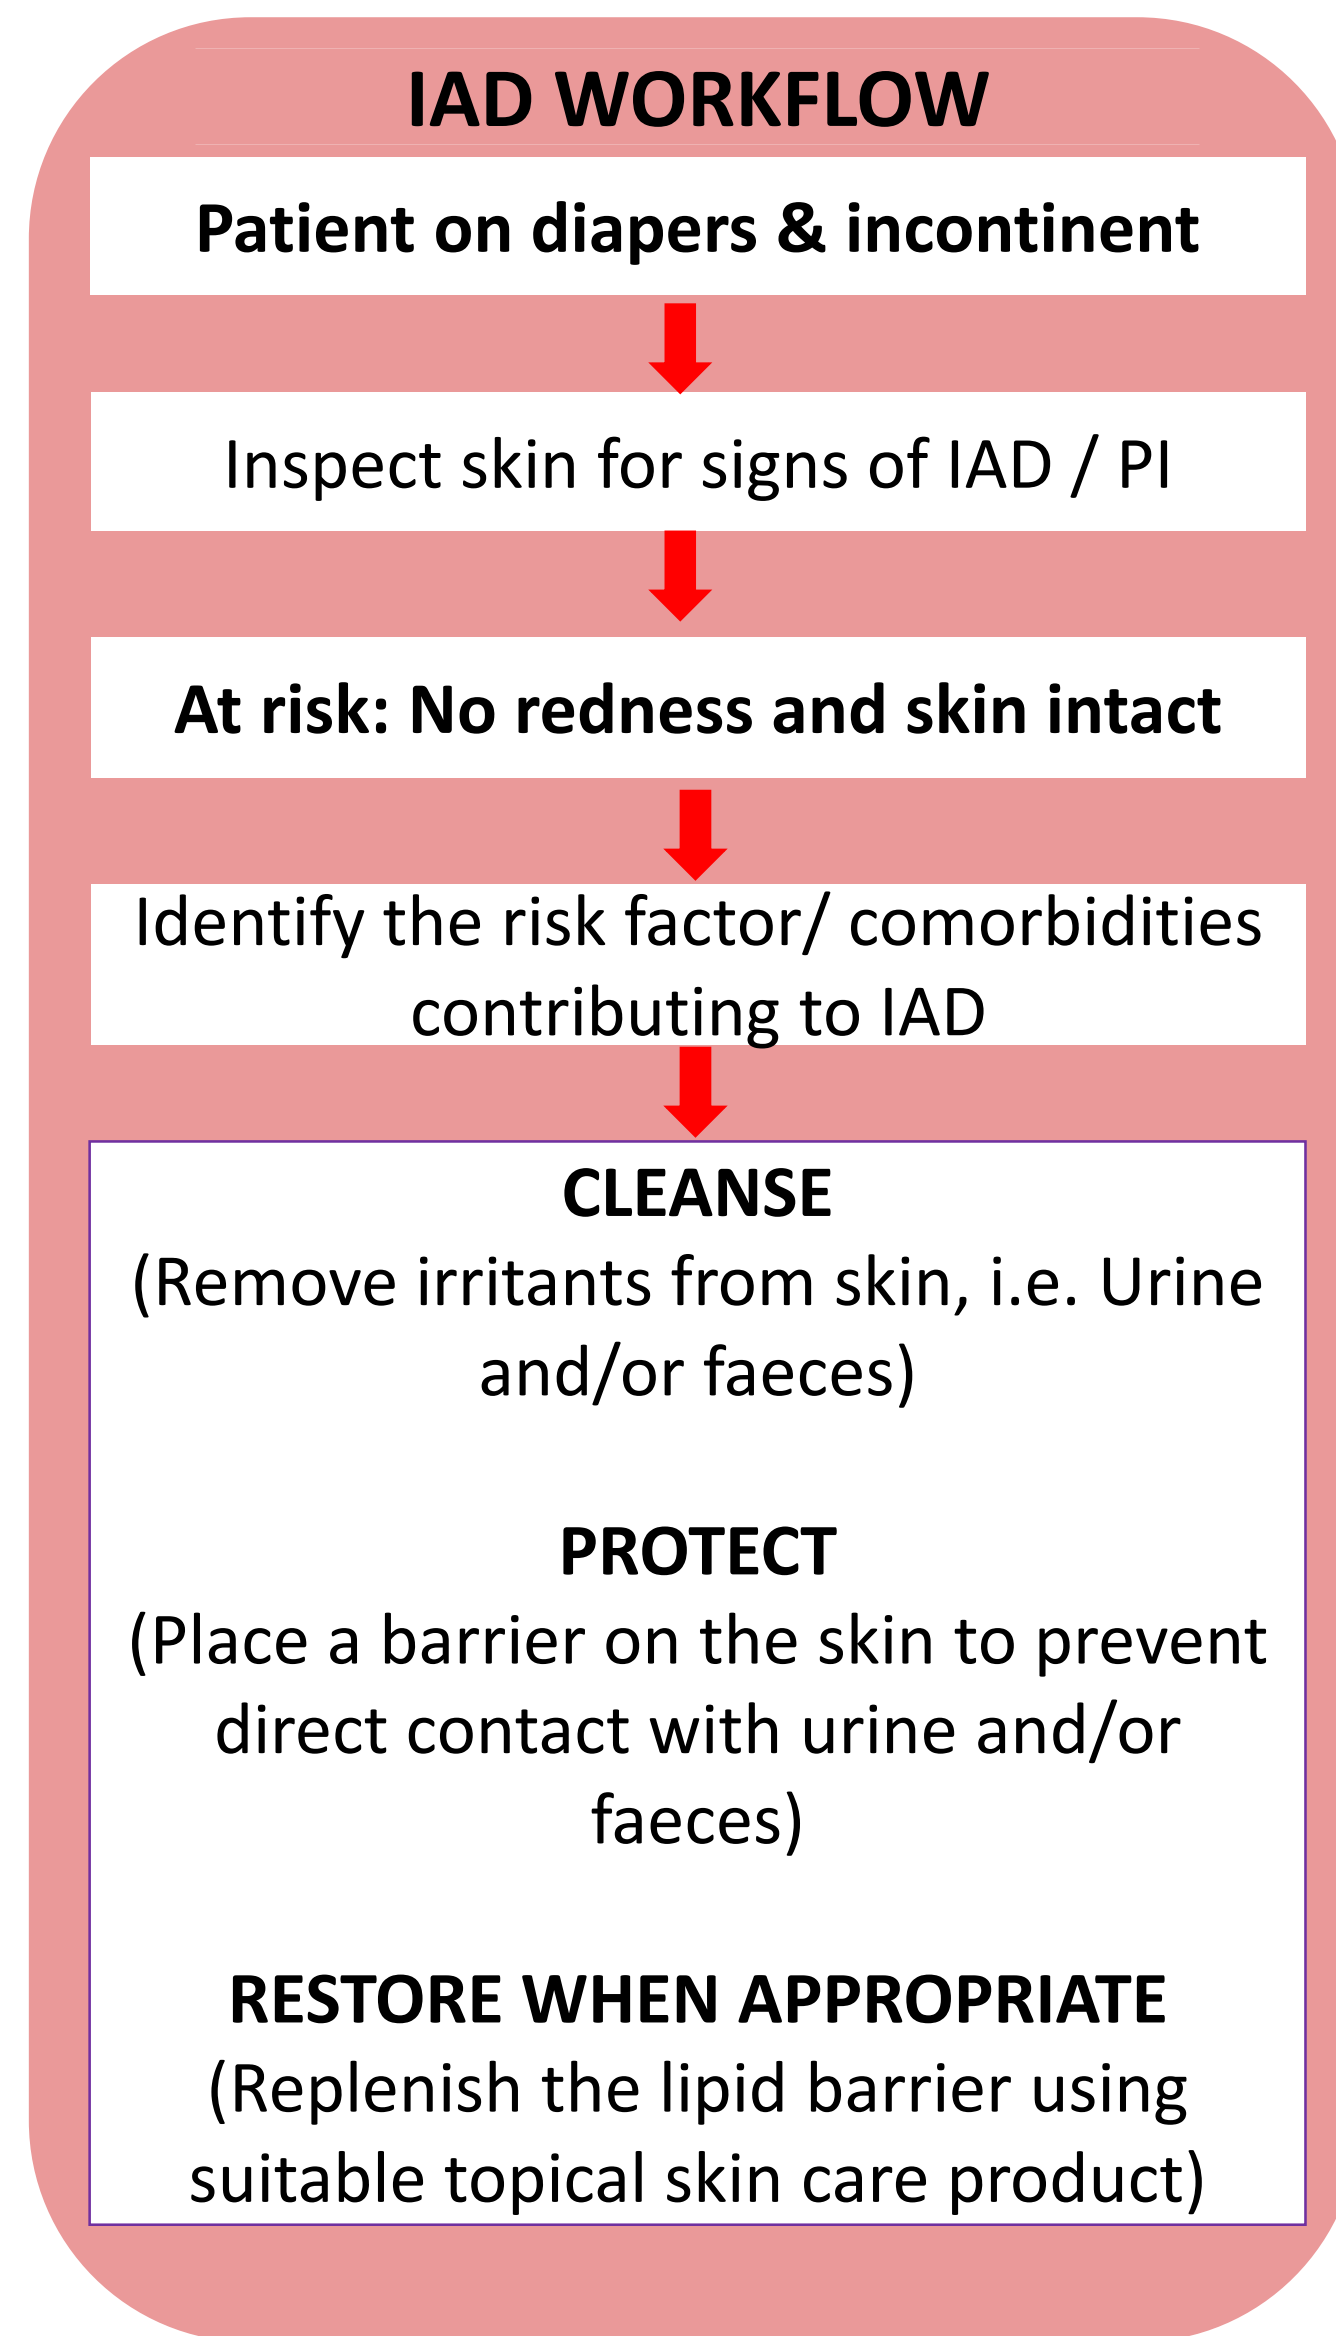 IAD WORKFLOW
Patient on diapers & incontinent
Inspect skin for signs of IAD / PI
At risk: No redness and skin intact
Identify the risk factor/ comorbidities
contributing to IAD
CLEANSE
(Remove irritants from skin, i.e. Urine
and/or faeces)
PROTECT
(Place a barrier on the skin to prevent
direct contact with urine and/or
faeces)
RESTORE WHEN APPROPRIATE
(Replenish the lipid barrier using
suitable topical skin care product)